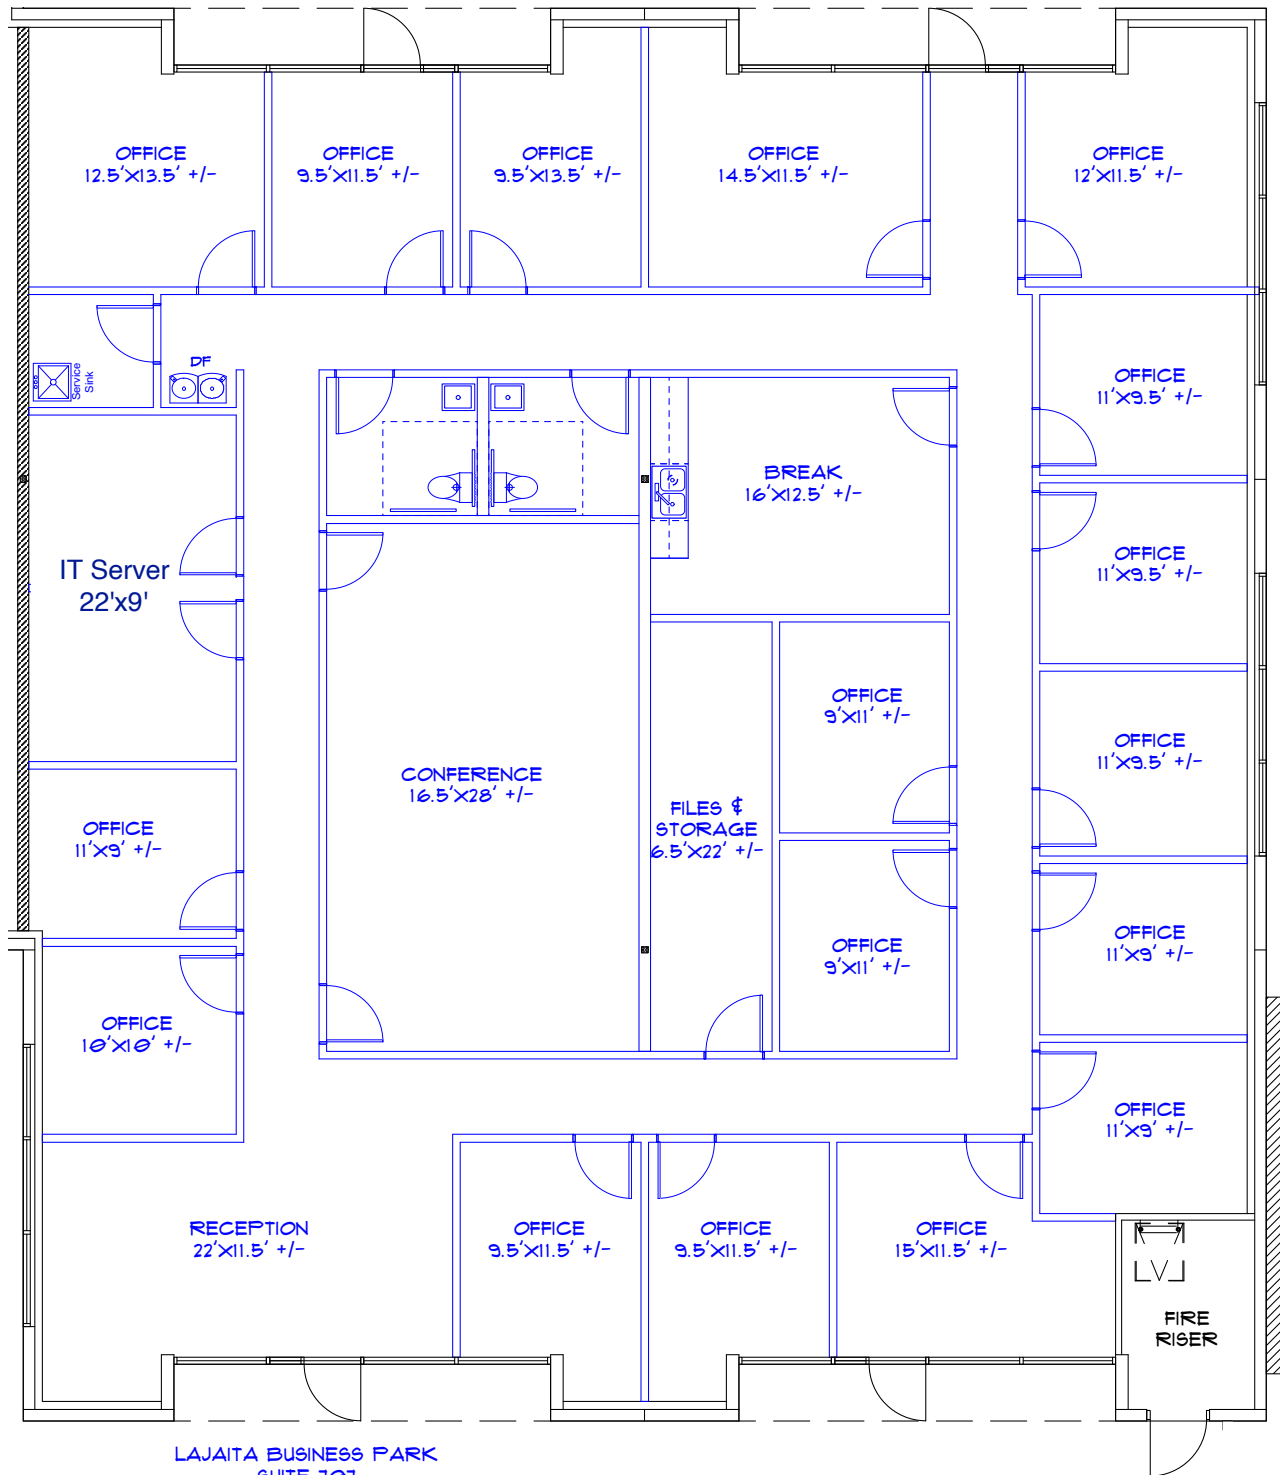 OFFICE
12.5'X13.5' +/-
OFFICE
9.5'X11.5' +/-
OFFICE
9.5'X13.5' +/-
OFFICE
14.5'X11.5' +/-
OFFICE
12'X11.5' +/-
Service
Sink
DF
OFFICE
11'X9.5' +/-
BREAK
16'X12.5' +/-
OFFICE
11'X9.5' +/-
IT Server
22'x9'
OFFICE
9'X11' +/-
OFFICE
11'X9.5' +/-
CONFERENCE
16.5'X28' +/-
FILES &
STORAGE
6.5'X22' +/-
OFFICE
11'X9' +/-
OFFICE
9'X11' +/-
OFFICE
11'X9' +/-
OFFICE
10'X10' +/-
OFFICE
11'X9' +/-
RECEPTION
22'X11.5' +/-
OFFICE
9.5'X11.5' +/-
OFFICE
9.5'X11.5' +/-
OFFICE
15'X11.5' +/-
FIRE
RISER
LAJAITA BUSINESS PARK
SUITE